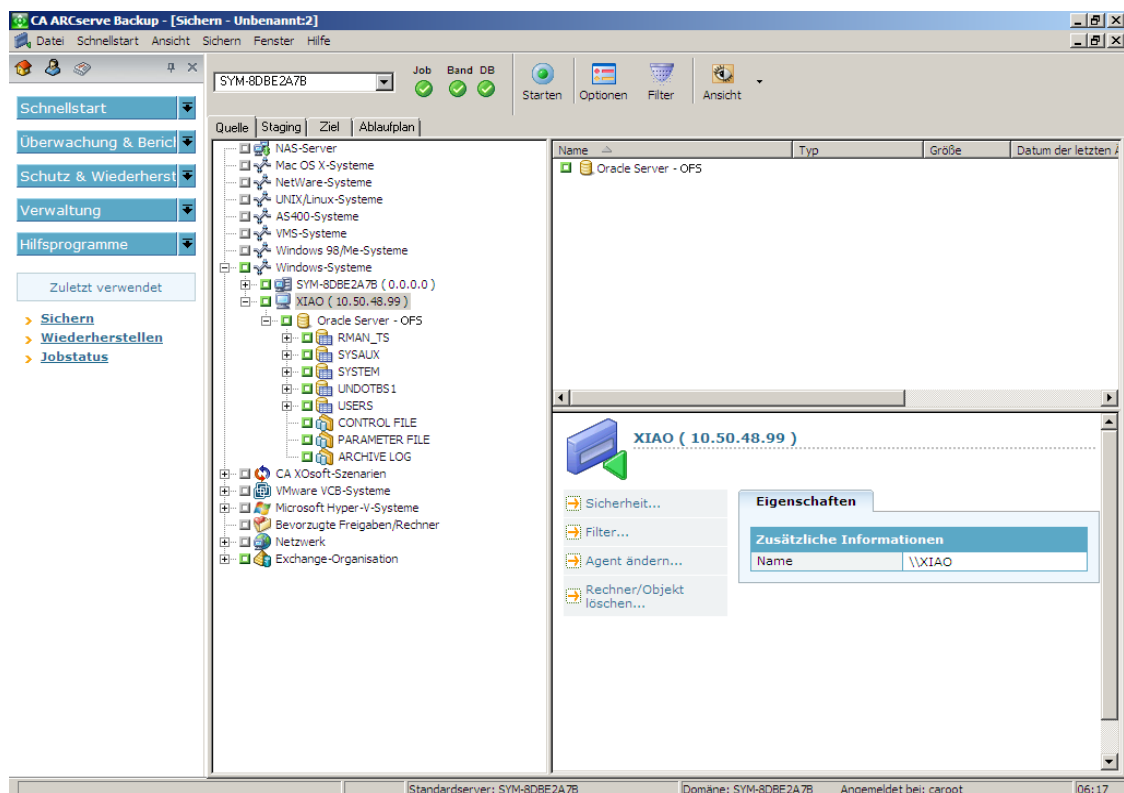 CA ARCserve Backup - [Sichern - Unbenannt:2]
Datei Schnellstart Ansicht Sichern Fenster Hilfe
SYM-8DBE2A7B
Job Band DB
Starten Optionen Filter Ansicht
Schnellstart
Überwachung & Bericl
Schutz & Wiederherst
Verwaltung
Hilfsprogramme
Zuletzt verwendet
Sichern
Wiederherstellen
Jobstatus
Quelle Staging Ziel Ablaufplan
NAS-Server
Mac OS X-Systeme
NetWare-Systeme
UNIX/Linux-Systeme
AS400-Systeme
VMS-Systeme
Windows 98/Me-Systeme
Windows-Systeme
SYM-8DBE2A7B ( 0.0.0.0 )
XIAO ( 10.50.48.99 )
Oracle Server - OFS
RMAN_TS
SYSAUX
SYSTEM
UNDOTBS1
USERS
CONTROL FILE
PARAMETER FILE
ARCHIVE LOG
CA XOsoft-Szenarien
VMware VCB-Systeme
Microsoft Hyper-V-Systeme
Bevorzugte Freigaben/Rechner
Netzwerk
Exchange-Organisation
Name Typ Größe Datum der letzten
Oracle Server - OFS
XIAO ( 10.50.48.99 )
Sicherheit...
Filter...
Agent ändern...
Rechner/Objekt
löschen...
Eigenschaften
Zusätzliche Informationen
Name \\XIAO
Standardserver: SYM-8DBE2A7B Domäne: SYM-8DBE2A7B Angemeldet bei: caroot 06:17